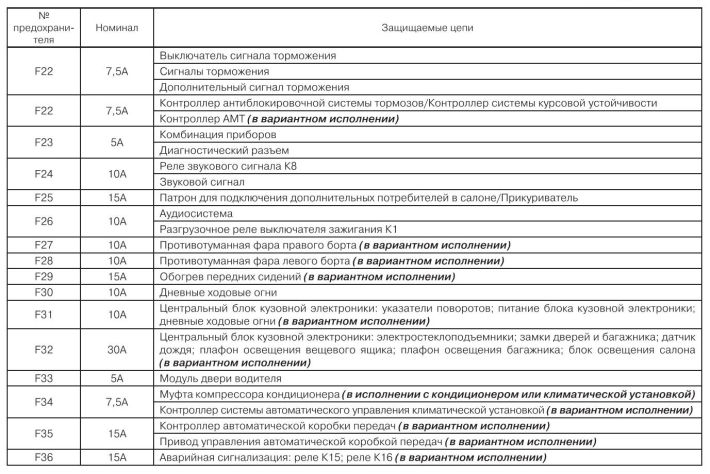 № предохрани-теля Номинал Защищаемые цепи
F22 7,5А Выключатель сигнала торможения
Сигналы торможения
Дополнительный сигнал торможения
F22 7,5А Контроллер антиблокировочной системы тормозов/Контроллер системы курсовой устойчивости
Контроллер АМТ (в вариантном исполнении)
F23 5А Комбинация приборов
Диагностический разъем
F24 10А Реле звукового сигнала К8
Звуковой сигнал
F25 15А Патрон для подключения дополнительных потребителей в салоне/Прикуриватель
F26 10А Аудиосистема
Разгрузочное реле выключателя зажигания К1
F27 10А Противотуманная фара правого борта (в вариантном исполнении)
F28 10А Противотуманная фара левого борта (в вариантном исполнении)
F29 15А Обогрев передних сидений (в вариантном исполнении)
F30 10А Дневные ходовые огни
F31 10А Центральный блок кузовной электроники: указатели поворотов; питание блока кузовной электроники;
дневные ходовые огни (в вариантном исполнении)
F32 30А Центральный блок кузовной электроники: электростеклоподъемники; замки дверей и багажника; датчик
дождя; плафон освещения вещевого ящика; плафон освещения багажника; блок освещения салона
(в вариантном исполнении)
F33 5А Модуль двери водителя
F34 7,5А Муфта компрессора кондиционера (в исполнении с кондиционером или климатической установкой)
Контроллер системы автоматического управления климатической установкой (в вариантном исполнении)
F35 15А Контроллер автоматической коробки передач (в вариантном исполнении)
Привод управления автоматической коробкой передач (в вариантном исполнении)
F36 15А Аварийная сигнализация: реле К15; реле К16 (в вариантном исполнении)